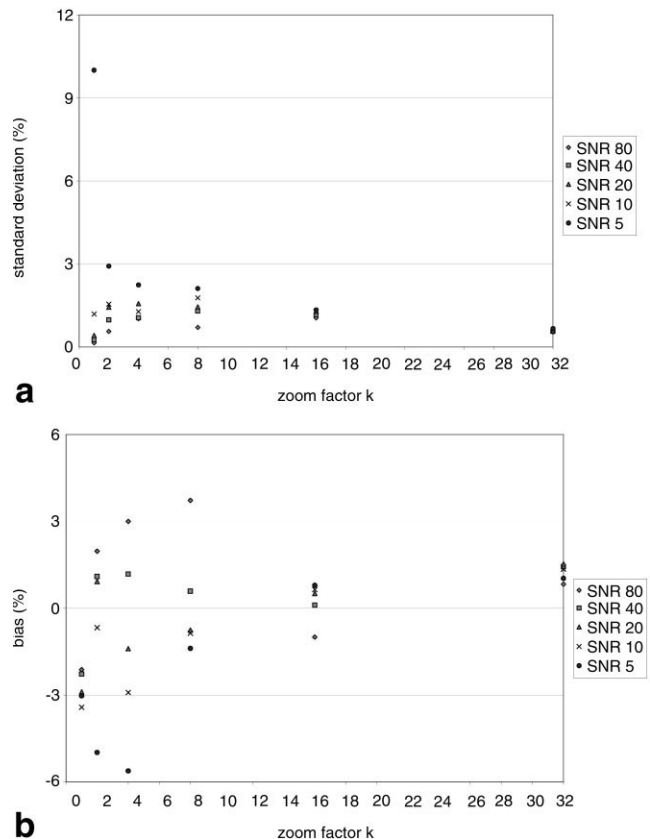 12
9
6
3
0
standard deviation (%)
0 2 4 6 8 10 12 14 16 20 22 24 26 28 30 32
zoom factor k
SNR 80
SNR 40
SNR 20
SNR 10
SNR 5
a
6
3
0
-3
-6
bias (%)
0 2 4 6 8 10 12 14 16 20 22 24 26 28 30 32
zoom factor k
SNR 80
SNR 40
SNR 20
SNR 10
SNR 5
b